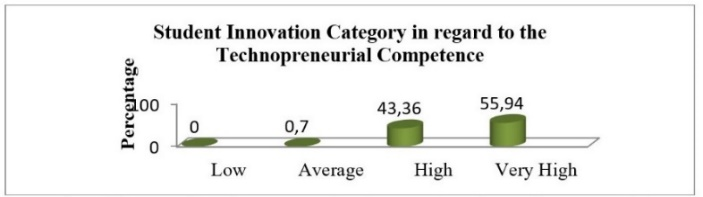 Student Innovation Category in regard to the
Technopreneurial Competence
Percentage
100
0
0
0,7
43,36
55,94
Low
Average
High
Very High